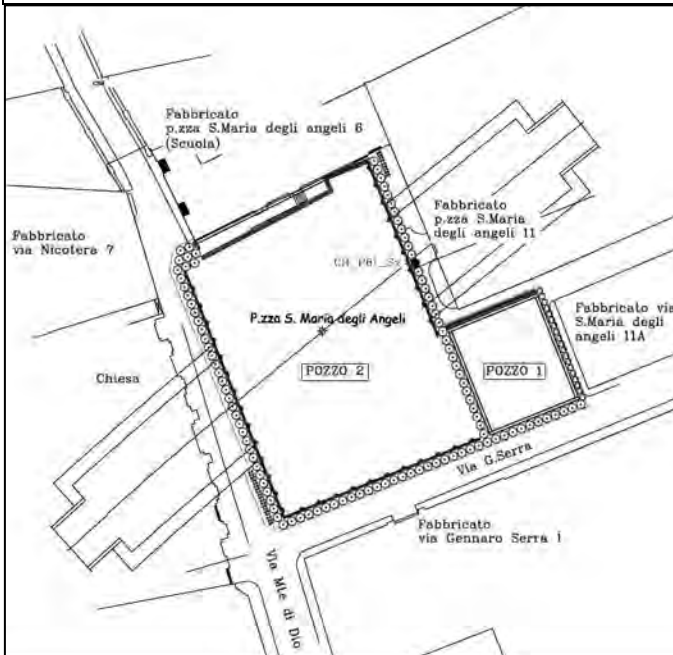 Fabbricato
p.zza S.Maria degli angeli 6
(Scuola)
Fabbricato
via Nicotera 7
Fabbricato
p.zza S.Maria
degli angeli 11
P.zza S. Maria degli Angeli
Fabbricato via
S.Maria degli
angeli 11A
POZZO 2
POZZO 1
Chiesa
Via G.Serra
Fabbricato
via Gennaro Serra 1
Via Mte di Dio